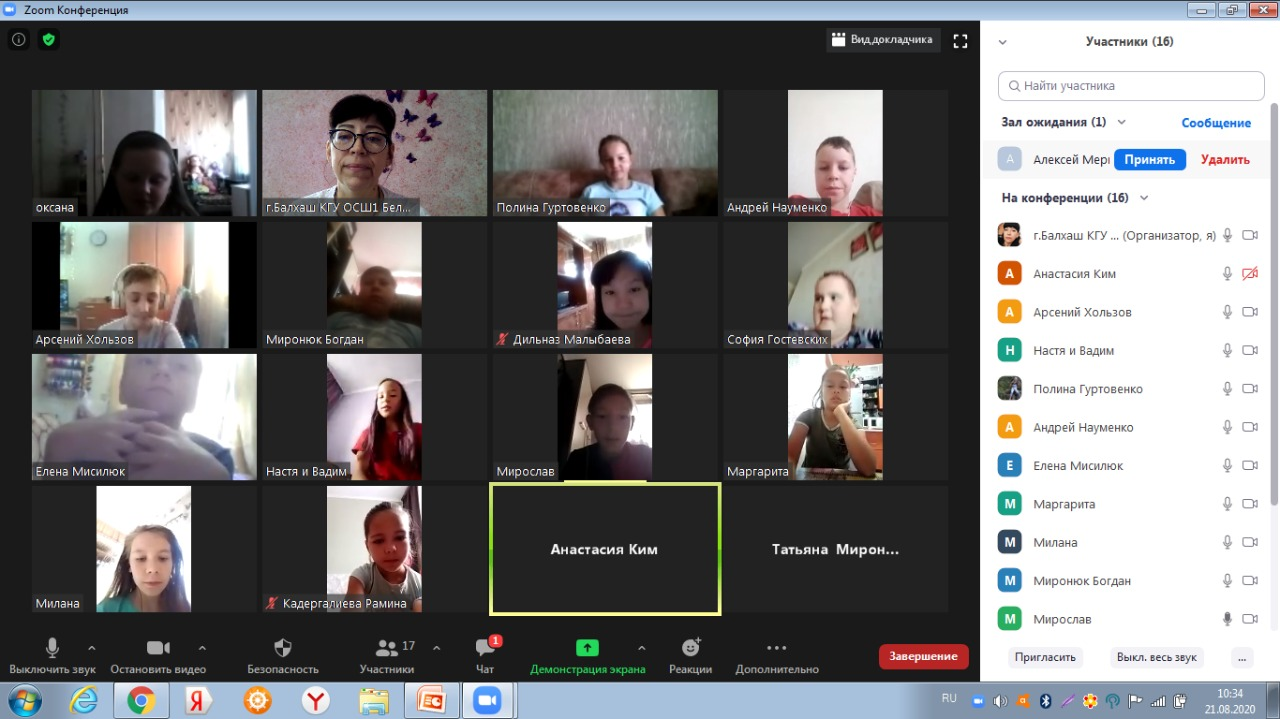 Zoom Конференция
Вид докладчика
оксана
г.Балхаш КГУ ОСШ1 Бел...
Полина Гуртовенко
Андрей Науменко
Арсений Хользов
Миронюк Богдан
Дильназ Малыбаева
София Гостевских
Елена Мисилюк
Настя и Вадим
Мирослав
Маргарита
Милана
Кадергалиева Рамина
Анастасия Ким
Татьяна Мирон...
Выключить звук
Остановить видео
Безопасность
17
Участники
1
Чат
Демонстрация экрана
Реакции
Дополнительно
Завершение
Участники (16)
Найти участника
Зал ожидания (1)
Сообщение
А
Алексей Мер
Принять
Удалить
На конференции (16)
г.Балхаш КГУ ... (Организатор, я)
А Анастасия Ким
А Арсений Хользов
Н Настя и Вадим
Полина Гуртовенко
А Андрей Науменко
Е Елена Мисилюк
М Маргарита
М Милана
М Миронюк Богдан
М Мирослав
Пригласить
Выкл. весь звук
...
RU
10:34
21.08.2020